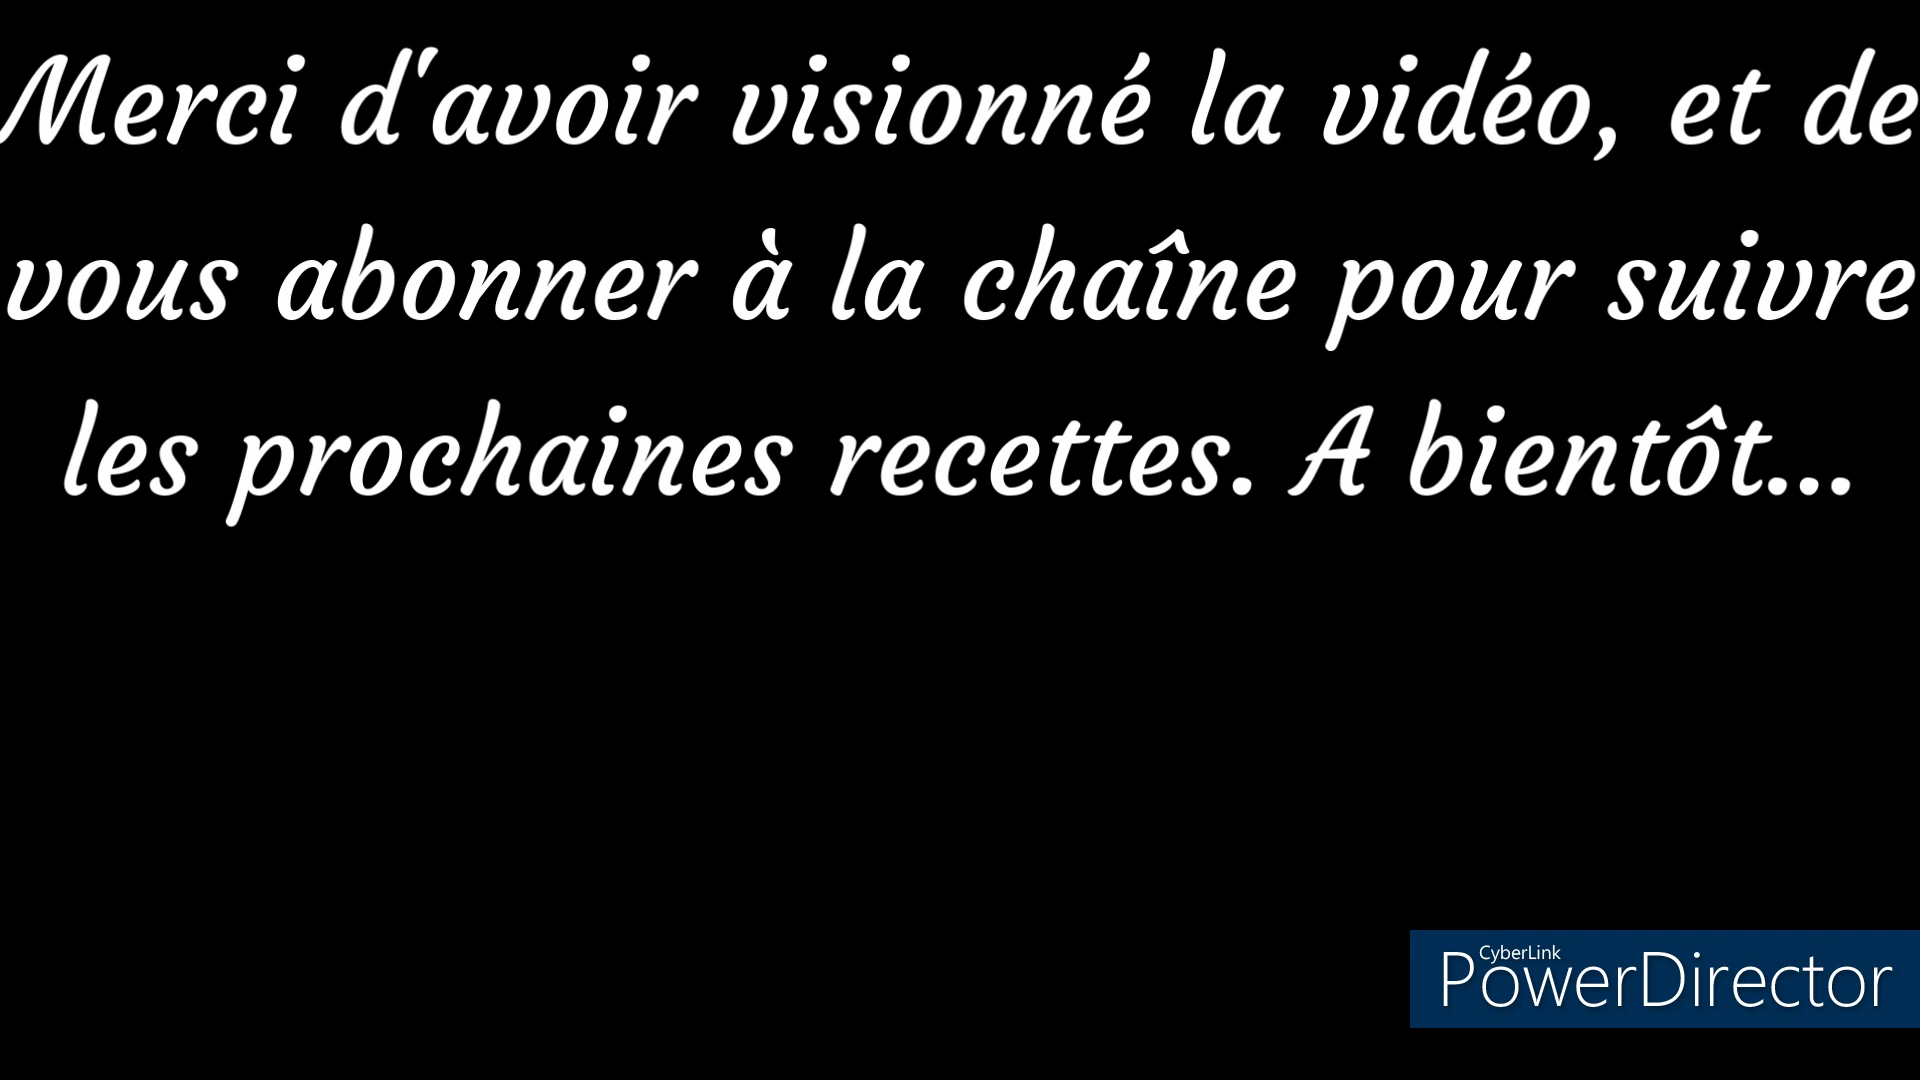 Merci d'avoir visionné la vidéo, et de
vous abonner à la chaîne pour suivre
les prochaines recettes. A bientôt...
CyberLink
PowerDirector